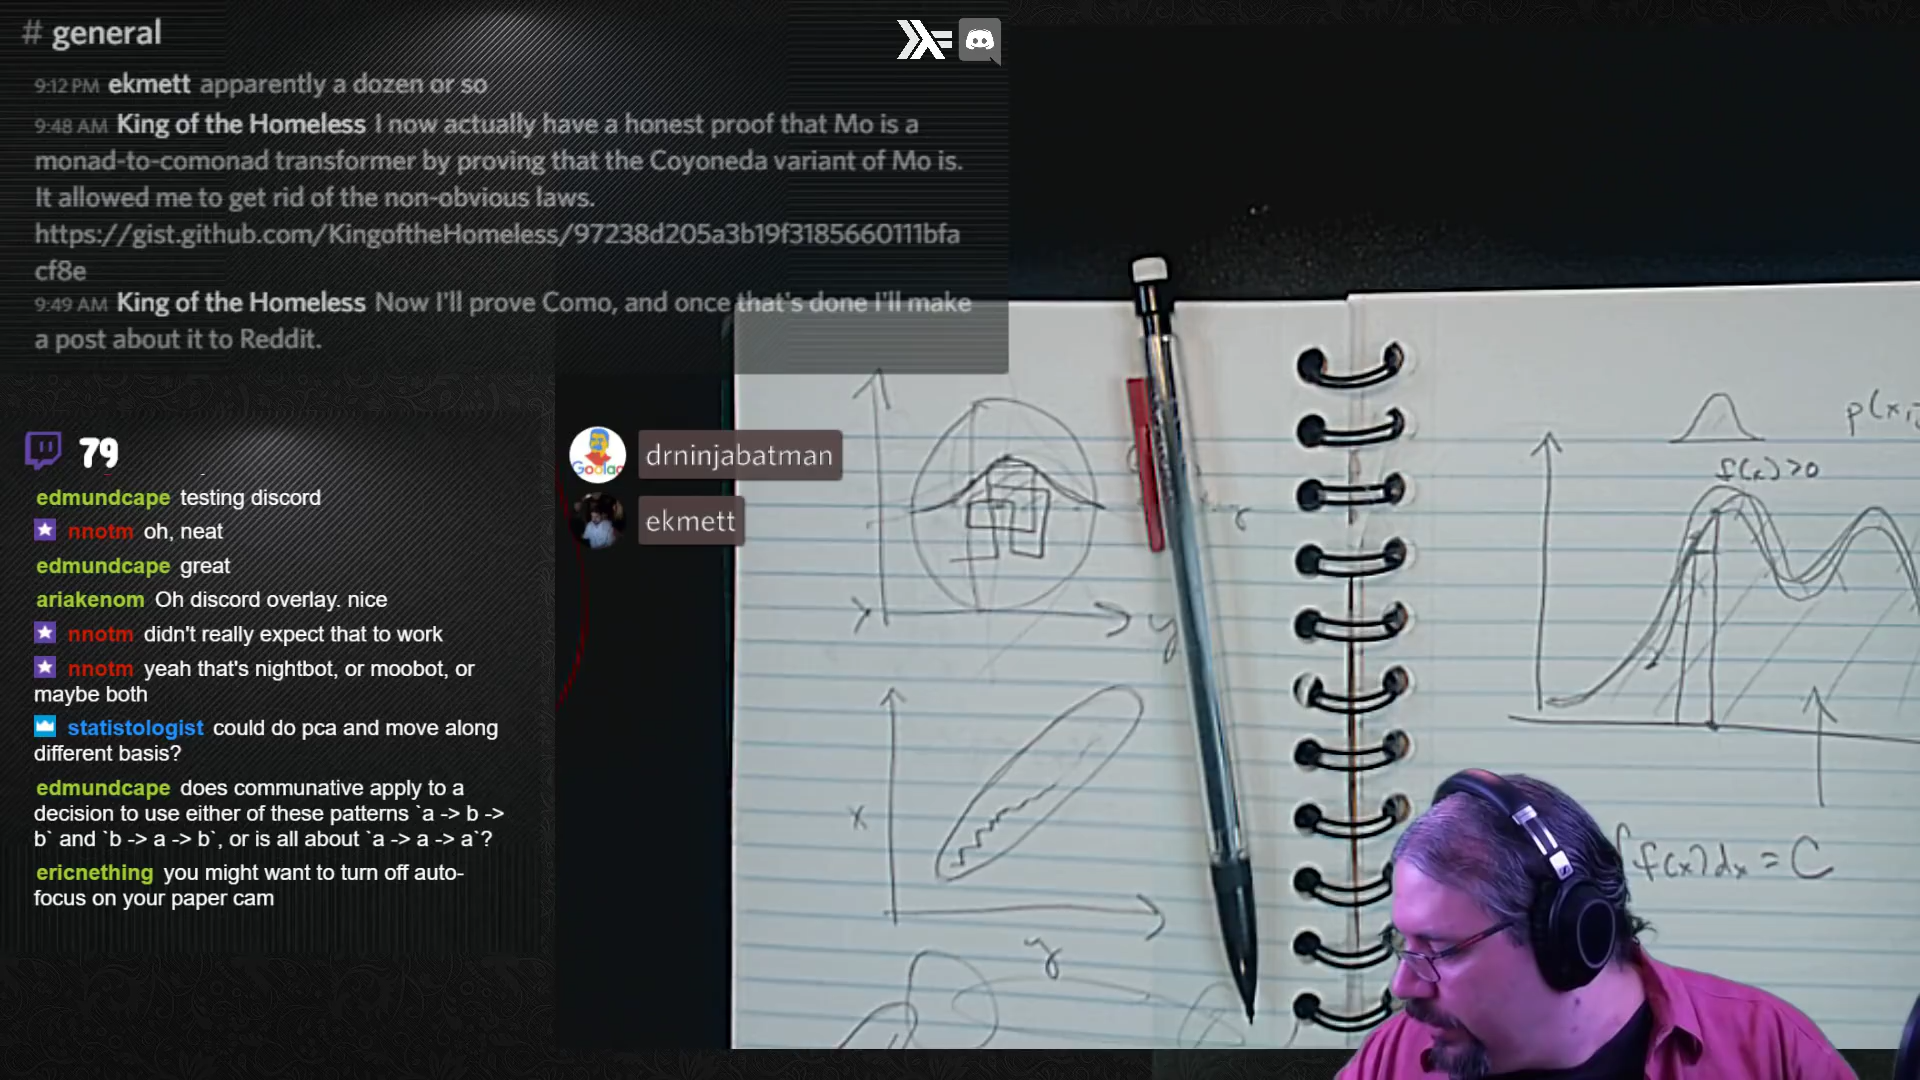 # general
9:12 PM ekmett apparently a dozen or so
9:48 AM King of the Homeless I now actually have a honest proof that Mo is a
monad-to-comonad transformer by proving that the Coyoneda variant of Mo is.
It allowed me to get rid of the non-obvious laws.
https://gist.github.com/KingoftheHomeless/97238d205a3b19f3185660111bfa
cf8e
9:49 AM King of the Homeless Now I'll prove Como, and once that's done I'll make
a post about it to Reddit.
79
edmundcape testing discord
nnotm oh, neat
edmundcape great
ariakenom Oh discord overlay. nice
nnotm didn't really expect that to work
nnotm yeah that's nightbot, or moobot, or
maybe both
statistologist could do pca and move along
different basis?
edmundcape does communative apply to a
decision to use either of these patterns `a -> b ->
b` and `b -> a -> b`, or is all about `a -> a -> a`?
ericnething you might want to turn off auto-
focus on your paper cam
drninjabatman
ekmett
y
x
y
f(x)>0
∫f(x)dx = C